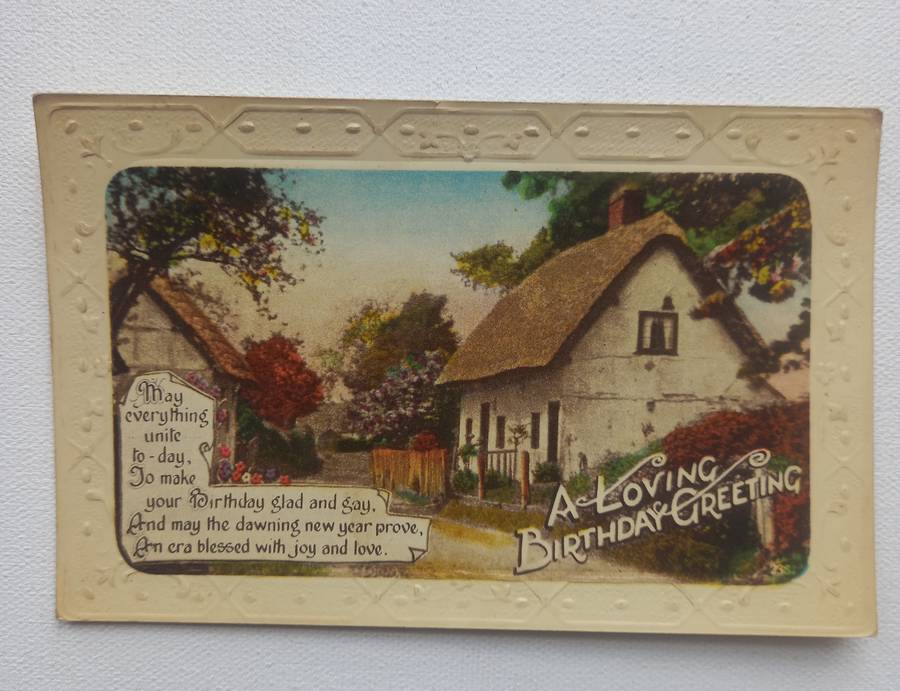 May
everything
unite
to-day,
To make
your Birthday glad and gay,
And may the dawning new year prove,
An era blessed with joy and love.
A Loving
Birthday Greeting